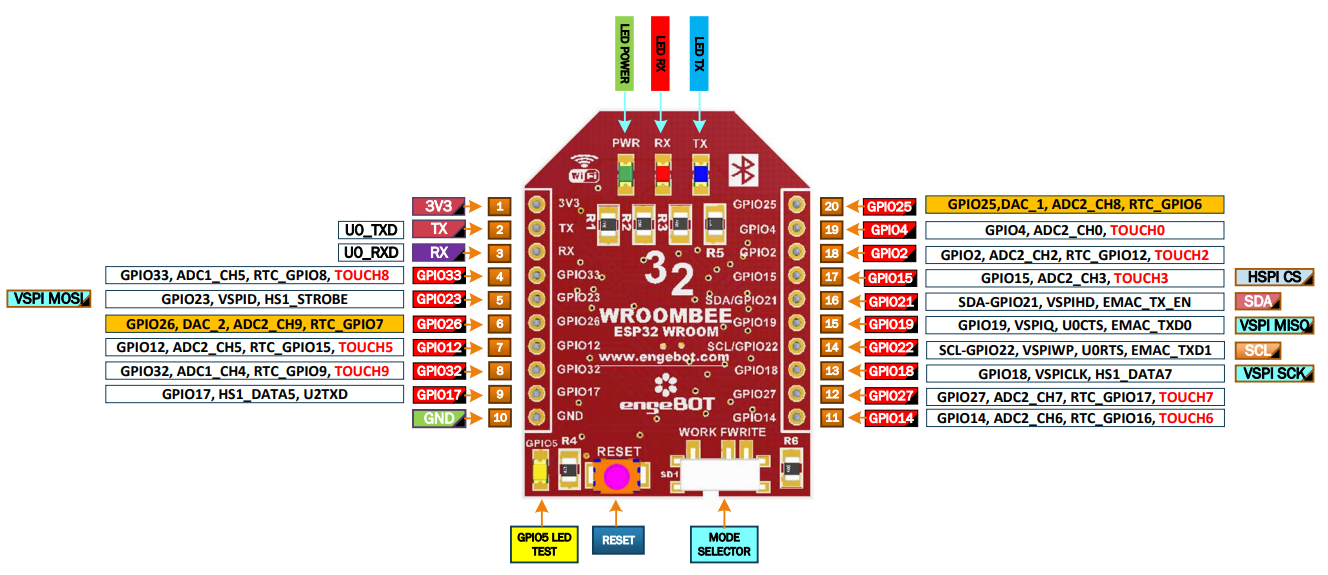 LED POWER
LED RX
LED TX
PWR RX TX
WiFi
3V3 1 3V3
U0_TXD TX 2 TX
U0_RXD RX 3 RX
GPIO33, ADC1_CH5, RTC_GPIO8, TOUCH8 GPIO33 4 GPIO33
VSPI MOSI GPIO23, VSPID, HS1_STROBE GPIO23 5 GPIO23
GPIO26, DAC_2, ADC2_CH9, RTC_GPIO7 GPIO26 6 GPIO26
GPIO12, ADC2_CH5, RTC_GPIO15, TOUCH5 GPIO12 7 GPIO12
GPIO32, ADC1_CH4, RTC_GPIO9, TOUCH9 GPIO32 8 GPIO32
GPIO17, HS1_DATA5, U2TXD GPIO17 9 GPIO17
GND 10 GND
R1 R2 R3 R5
32
WROOMBEE
ESP32 WROOM
www.engebot.com
engeBOT
GPIO25 20 GPIO25 GPIO25,DAC_1, ADC2_CH8, RTC_GPIO6
GPIO4 19 GPIO4 GPIO4, ADC2_CH0, TOUCH0
GPIO2 18 GPIO2 GPIO2, ADC2_CH2, RTC_GPIO12, TOUCH2
GPIO15 17 GPIO15 GPIO15, ADC2_CH3, TOUCH3 HSPI CS
SDA/GPIO21 16 GPIO21 SDA-GPIO21, VSPIHD, EMAC_TX_EN SDA
GPIO19 15 GPIO19 GPIO19, VSPIQ, U0CTS, EMAC_TXD0 VSPI MISO
SCL/GPIO22 14 GPIO22 SCL-GPIO22, VSPIWP, U0RTS, EMAC_TXD1 SCL
GPIO18 13 GPIO18 GPIO18, VSPICLK, HS1_DATA7 VSPI SCK
GPIO27 12 GPIO27 GPIO27, ADC2_CH7, RTC_GPIO17, TOUCH7
GPIO14 11 GPIO14 GPIO14, ADC2_CH6, RTC_GPIO16, TOUCH6
GPIO5 R4 RESET WORK FWRITE R6
SD1
GPIO5 LED
TEST
RESET
MODE
SELECTOR